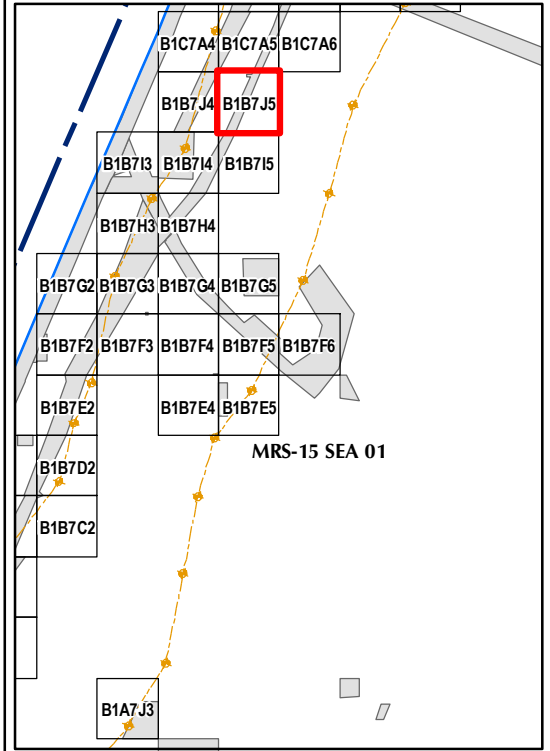 B1C7A4 B1C7A5 B1C7A6
B1B7J4 B1B7J5
B1B7I3 B1B7I4 B1B7I5
B1B7H3 B1B7H4
B1B7G2 B1B7G3 B1B7G4 B1B7G5
B1B7F2 B1B7F3 B1B7F4 B1B7F5 B1B7F6
B1B7E2 B1B7E4 B1B7E5
MRS-15 SEA 01
B1B7D2
B1B7C2
B1A7J3